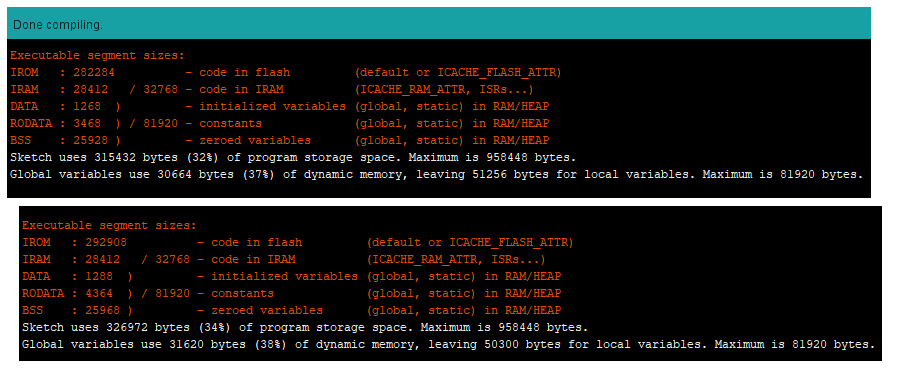 Done compiling.
Executable segment sizes:
IROM   : 282284          - code in flash         (default or ICACHE_FLASH_ATTR)
IRAM   : 28412   / 32768 - code in IRAM          (ICACHE_RAM_ATTR, ISRs...)
DATA   : 1268  )         - initialized variables (global, static) in RAM/HEAP
RODATA : 3468  ) / 81920 - constants             (global, static) in RAM/HEAP
BSS    : 25928 )         - zeroed variables      (global, static) in RAM/HEAP
Sketch uses 315432 bytes (32%) of program storage space. Maximum is 958448 bytes.
Global variables use 30664 bytes (37%) of dynamic memory, leaving 51256 bytes for local variables. Maximum is 81920 bytes.
Executable segment sizes:
IROM   : 292908          - code in flash         (default or ICACHE_FLASH_ATTR)
IRAM   : 28412   / 32768 - code in IRAM          (ICACHE_RAM_ATTR, ISRs...)
DATA   : 1288  )         - initialized variables (global, static) in RAM/HEAP
RODATA : 4364  ) / 81920 - constants             (global, static) in RAM/HEAP
BSS    : 25968 )         - zeroed variables      (global, static) in RAM/HEAP
Sketch uses 326972 bytes (34%) of program storage space. Maximum is 958448 bytes.
Global variables use 31620 bytes (38%) of dynamic memory, leaving 50300 bytes for local variables. Maximum is 81920 bytes.